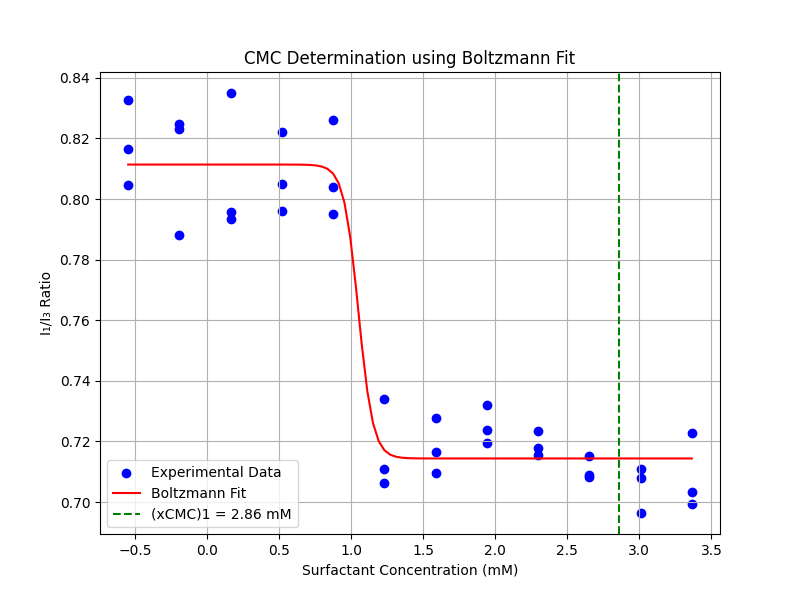 CMC Determination using Boltzmann Fit
I₁/I₃ Ratio
0.84
0.82
0.80
0.78
0.76
0.74
0.72
0.70
Experimental Data
Boltzmann Fit
(xCMC)1 = 2.86 mM
−0.5 0.0 0.5 1.0 1.5 2.0 2.5 3.0 3.5
Surfactant Concentration (mM)